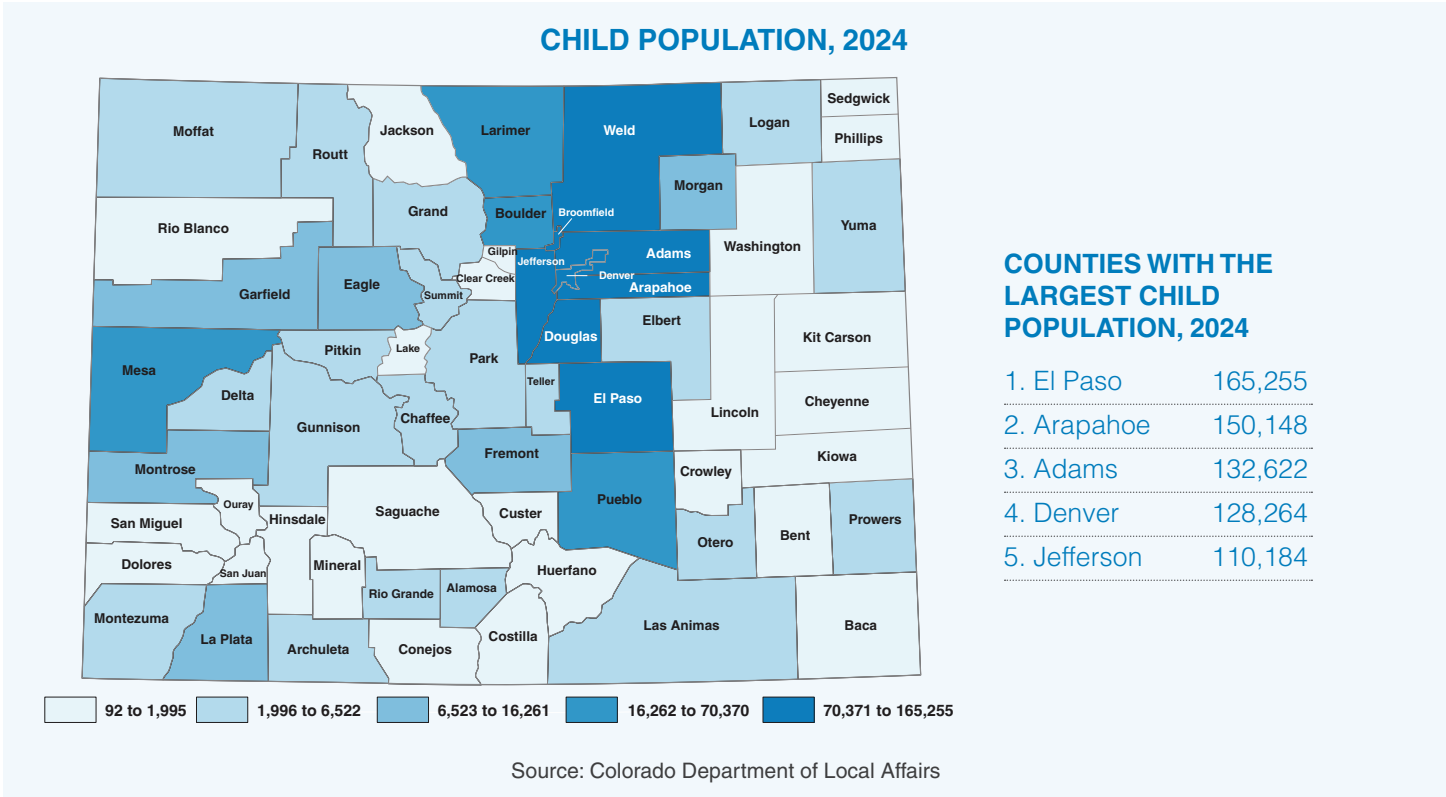 CHILD POPULATION, 2024
Moffat
Routt
Jackson
Larimer
Weld
Logan
Sedgwick
Phillips
Morgan
Rio Blanco
Grand
Boulder
Broomfield
Washington
Yuma
Garfield
Eagle
Summit
Gilpin
Clear Creek
Jefferson
Adams
Denver
Arapahoe
Mesa
Pitkin
Lake
Park
Douglas
Elbert
Kit Carson
Delta
Gunnison
Chaffee
Teller
El Paso
Lincoln
Cheyenne
Montrose
Fremont
Pueblo
Crowley
Kiowa
Ouray
San Miguel
Hinsdale
Saguache
Custer
Otero
Bent
Prowers
Dolores
San Juan
Mineral
Rio Grande
Alamosa
Huerfano
Montezuma
La Plata
Archuleta
Conejos
Costilla
Las Animas
Baca
92 to 1,995
1,996 to 6,522
6,523 to 16,261
16,262 to 70,370
70,371 to 165,255
COUNTIES WITH THE
LARGEST CHILD
POPULATION, 2024
1. El Paso 165,255
2. Arapahoe 150,148
3. Adams 132,622
4. Denver 128,264
5. Jefferson 110,184
Source: Colorado Department of Local Affairs